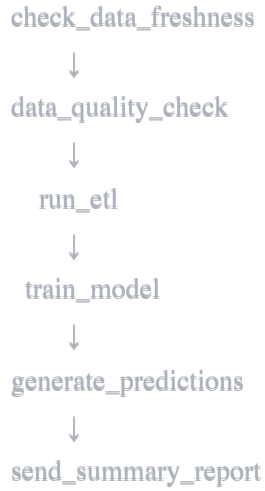 check_data_freshness
↓
data_quality_check
↓
run_etl
↓
train_model
↓
generate_predictions
↓
send_summary_report